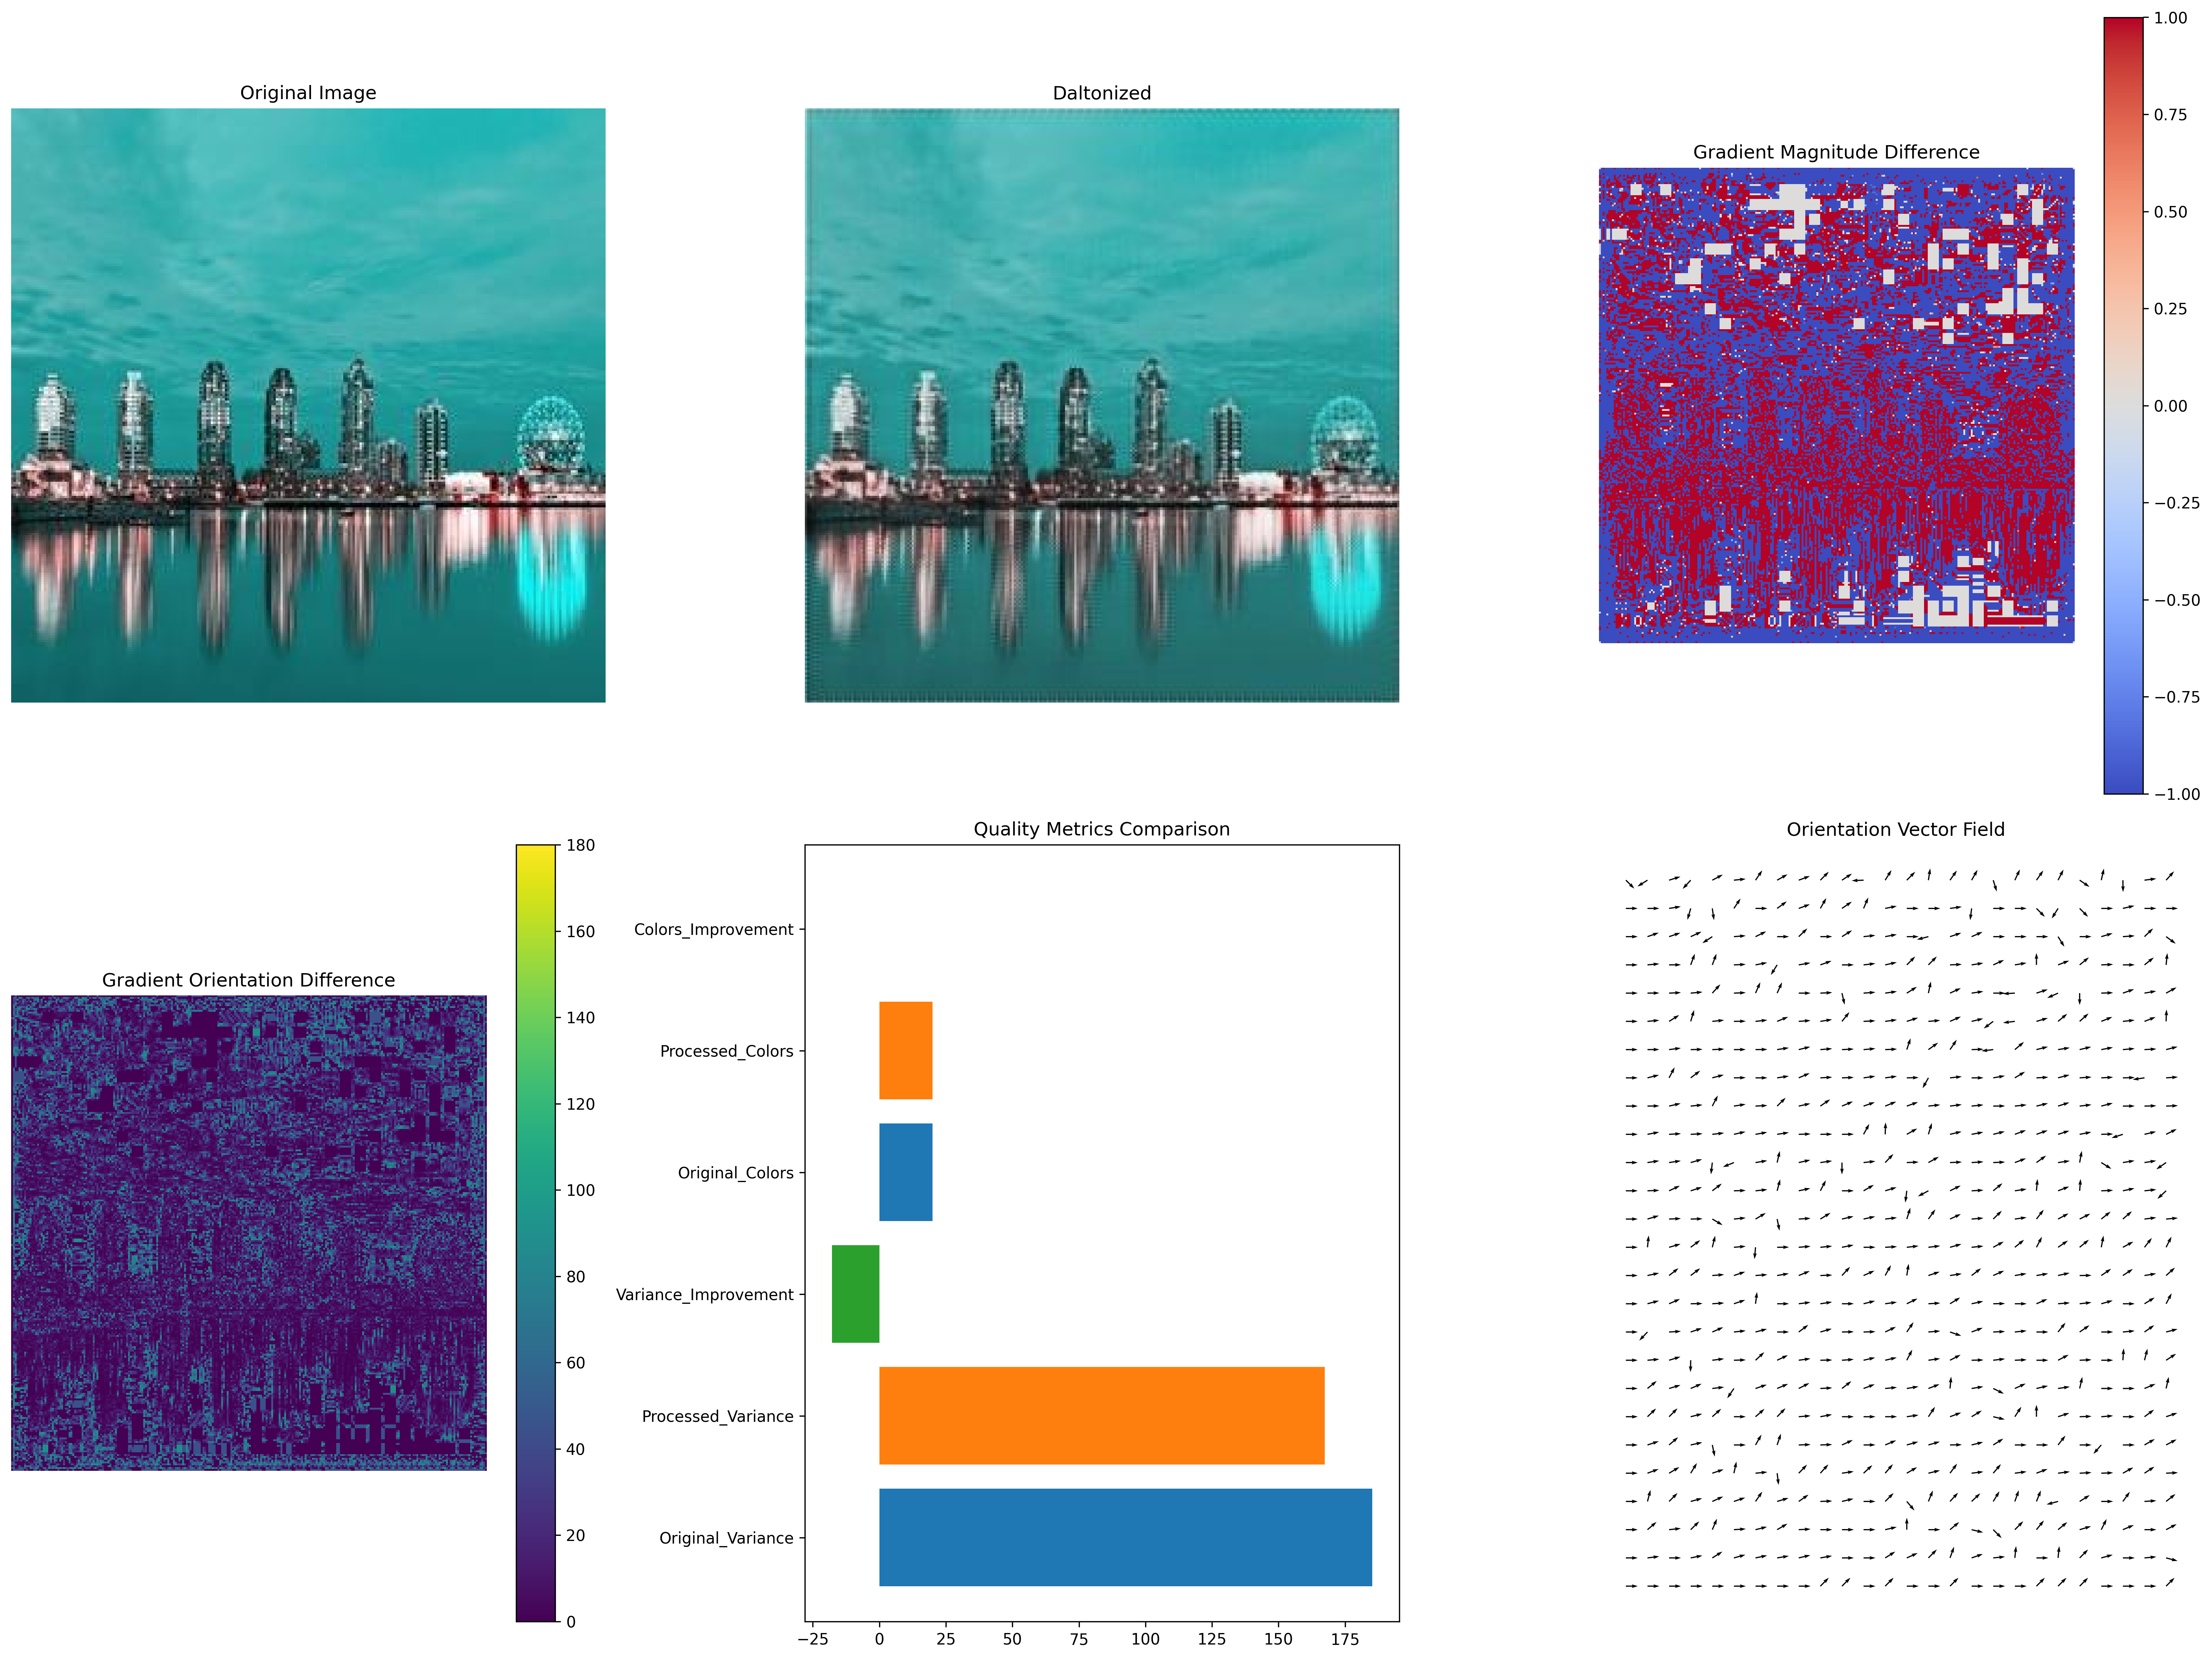 Original Image
Daltonized
Gradient Magnitude Difference
1.00
0.75
0.50
0.25
0.00
−0.25
−0.50
−0.75
−1.00
Gradient Orientation Difference
180
160
140
120
100
80
60
40
20
0
Quality Metrics Comparison
Colors_Improvement
Processed_Colors
Original_Colors
Variance_Improvement
Processed_Variance
Original_Variance
−25 0 25 50 75 100 125 150 175
Orientation Vector Field